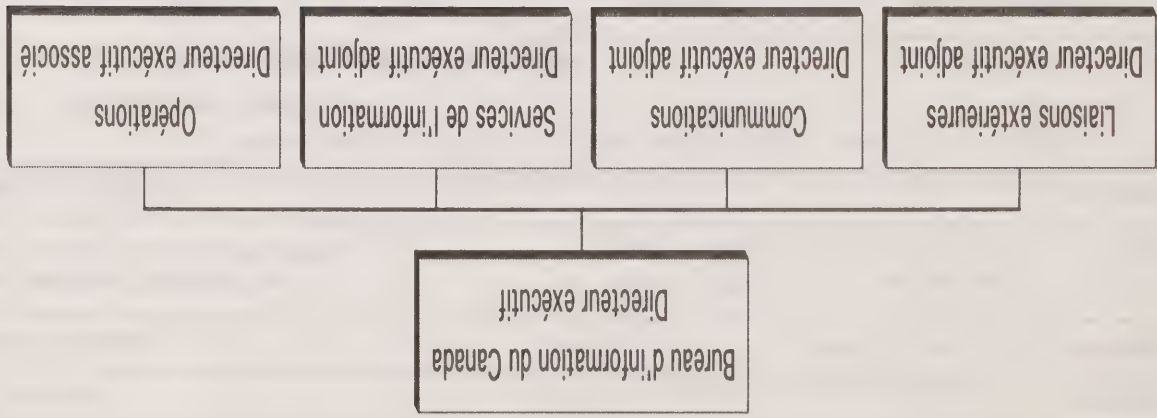 Bureau d'information du Canada
Directeur exécutif
Liaisons extérieures
Directeur exécutif adjoint
Communications
Directeur exécutif adjoint
Services de l'information
Directeur exécutif adjoint
Opérations
Directeur exécutif associé